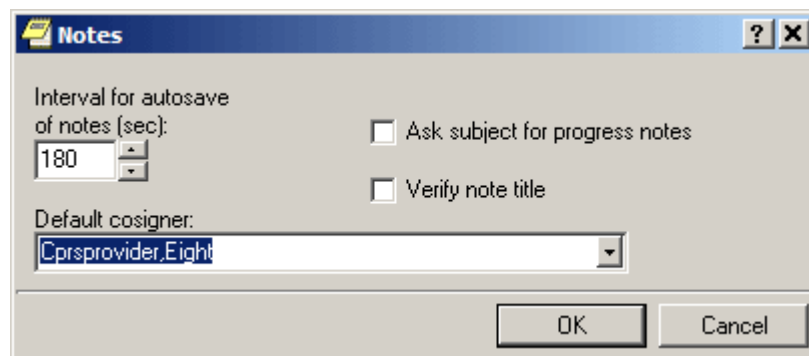 Notes
Interval for autosave
of notes (sec):
180
Ask subject for progress notes
Verify note title
Default cosigner:
Cprsprovider,Eight
OK
Cancel